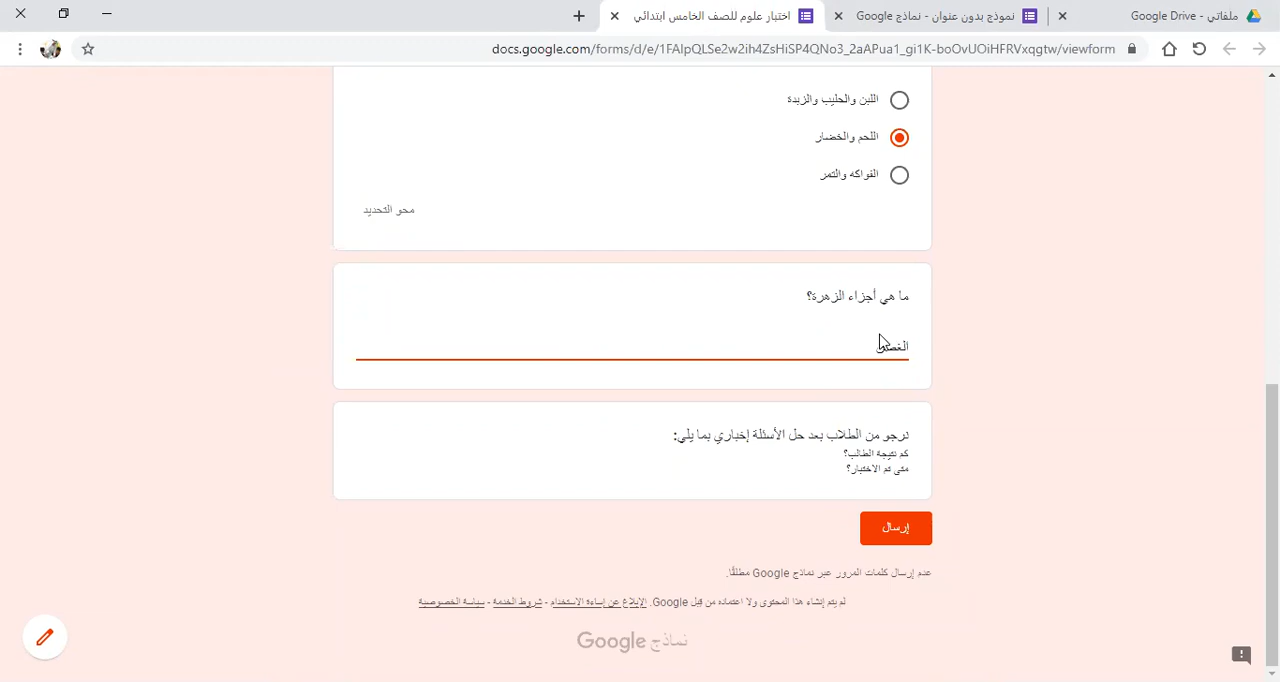 اختبار علوم للصف الخامس ابتدائي
نموذج بدون عنوان - نماذج Google
ملفاتي - Google Drive
docs.google.com/forms/d/e/1FAIpQLSe2w2ih4ZsHiSP4QNo3_2aAPua1_gi1K-boOvUOiHFRVxqgtw/viewform
اللبن والحليب والزبدة
اللحم والخضار
الفواكه والتمر
محو التحديد
ما هي أجزاء الزهرة؟
نرجو من الطلاب بعد حل الأسئلة إخباري بما يلي:
كم نتيجة الطالب؟
متى تم الاختبار؟
إرسال
عدم إرسال كلمات المرور عبر نماذج Google مطلقًا.
لم يتم إنشاء هذا المحتوى ولا اعتماده من قِبل Google. الإبلاغ عن إساءة الاستخدام - شروط الخدمة - سياسة الخصوصية
نماذج Google